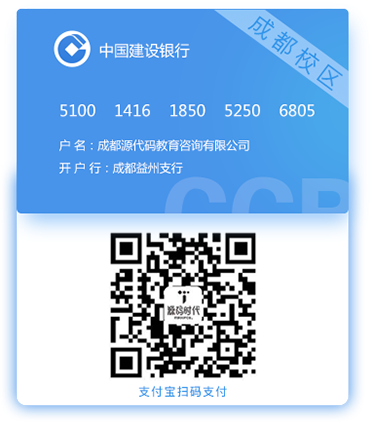 成都校区
中国建设银行
5100 1416 1850 5250 6805
户 名：成都源代码教育咨询有限公司
开 户 行：成都益州支行
CCB
源码时代
支付宝扫码支付